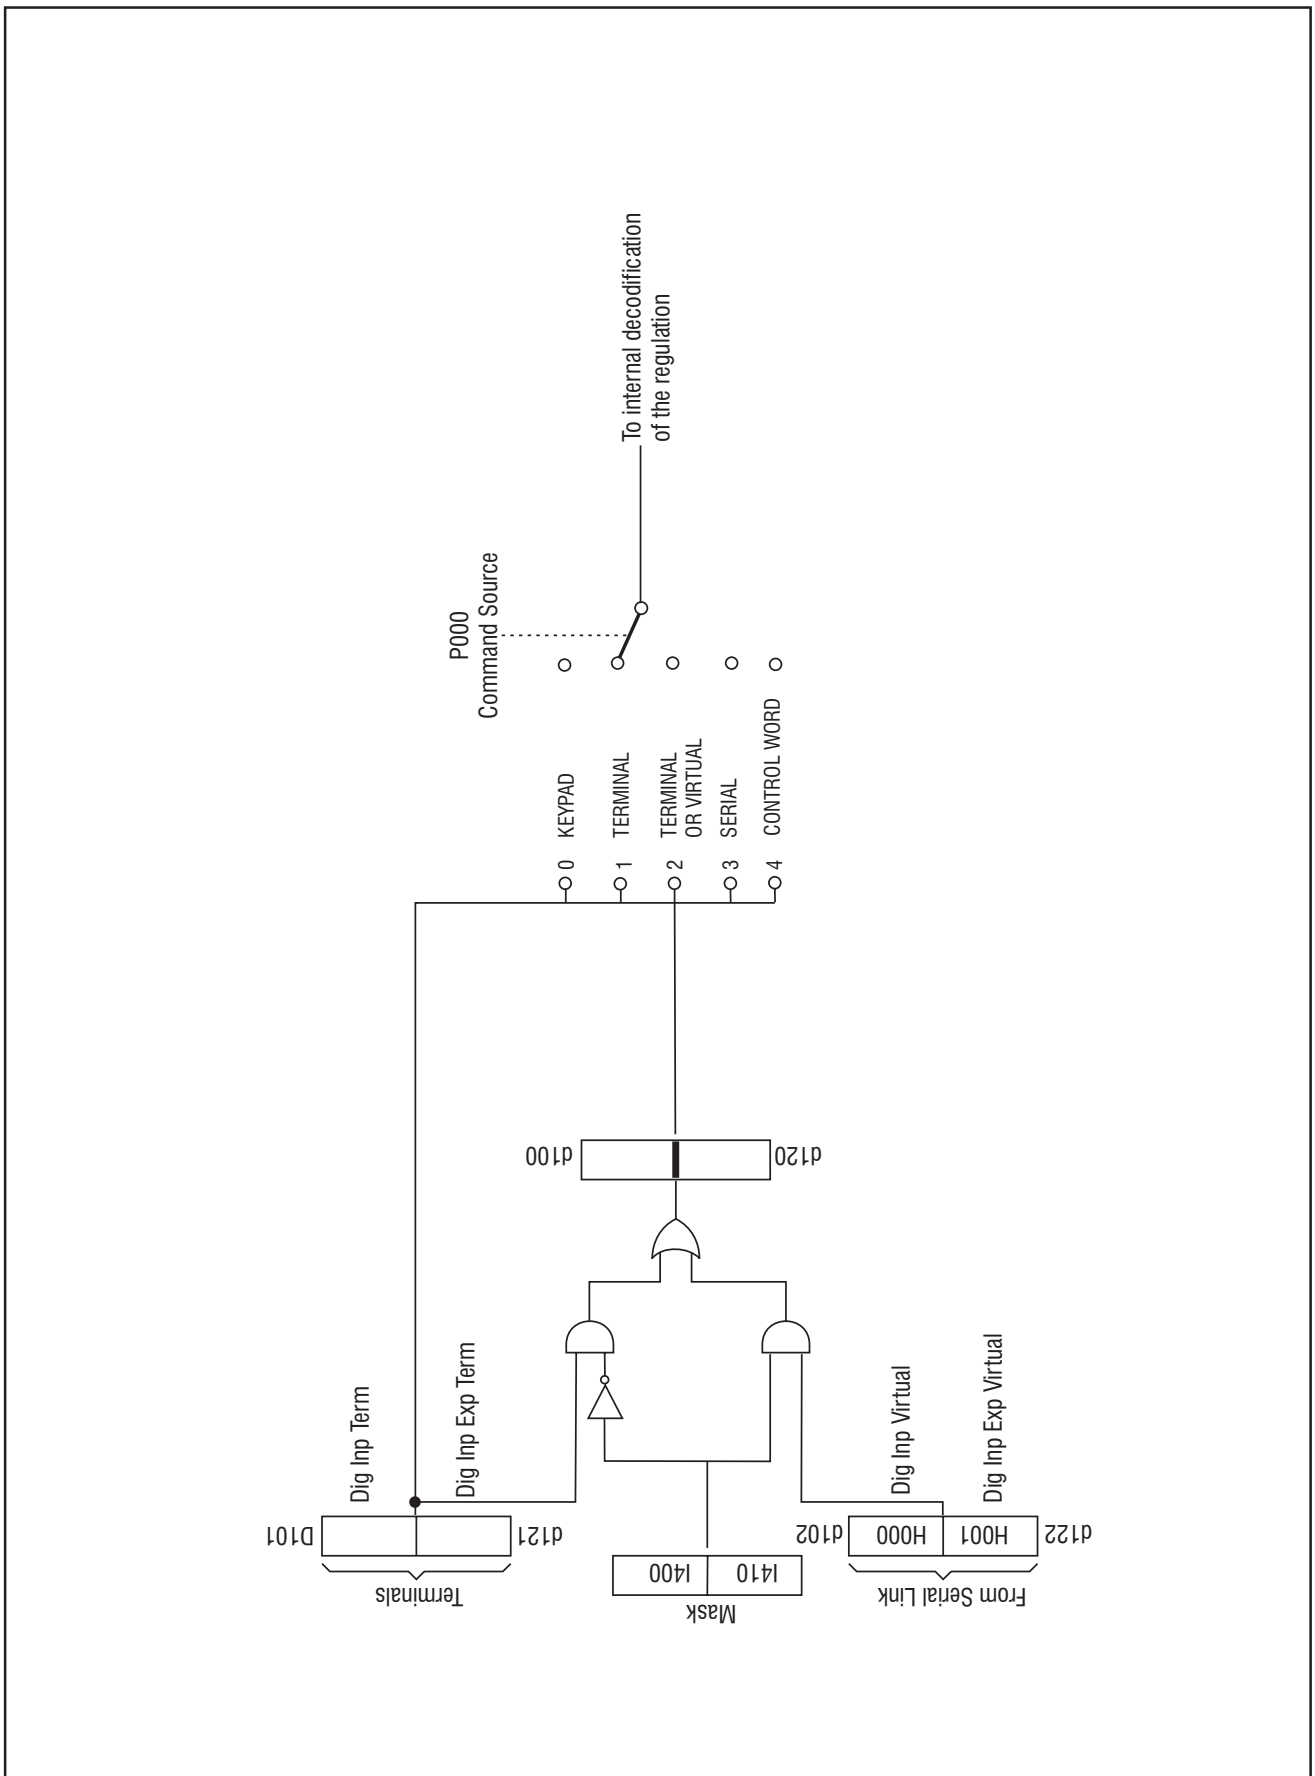 To internal decodification
of the regulation
P000
Command Source
0 KEYPAD
1 TERMINAL
2 TERMINAL
OR VIRTUAL
3 SERIAL
4 CONTROL WORD
d100
d120
Dig Inp Term
Dig Inp Exp Term
Dig Inp Virtual
Dig Inp Exp Virtual
D101
d121
Terminals
I400
I410
Mask
d102
H000
H001
d122
From Serial Link